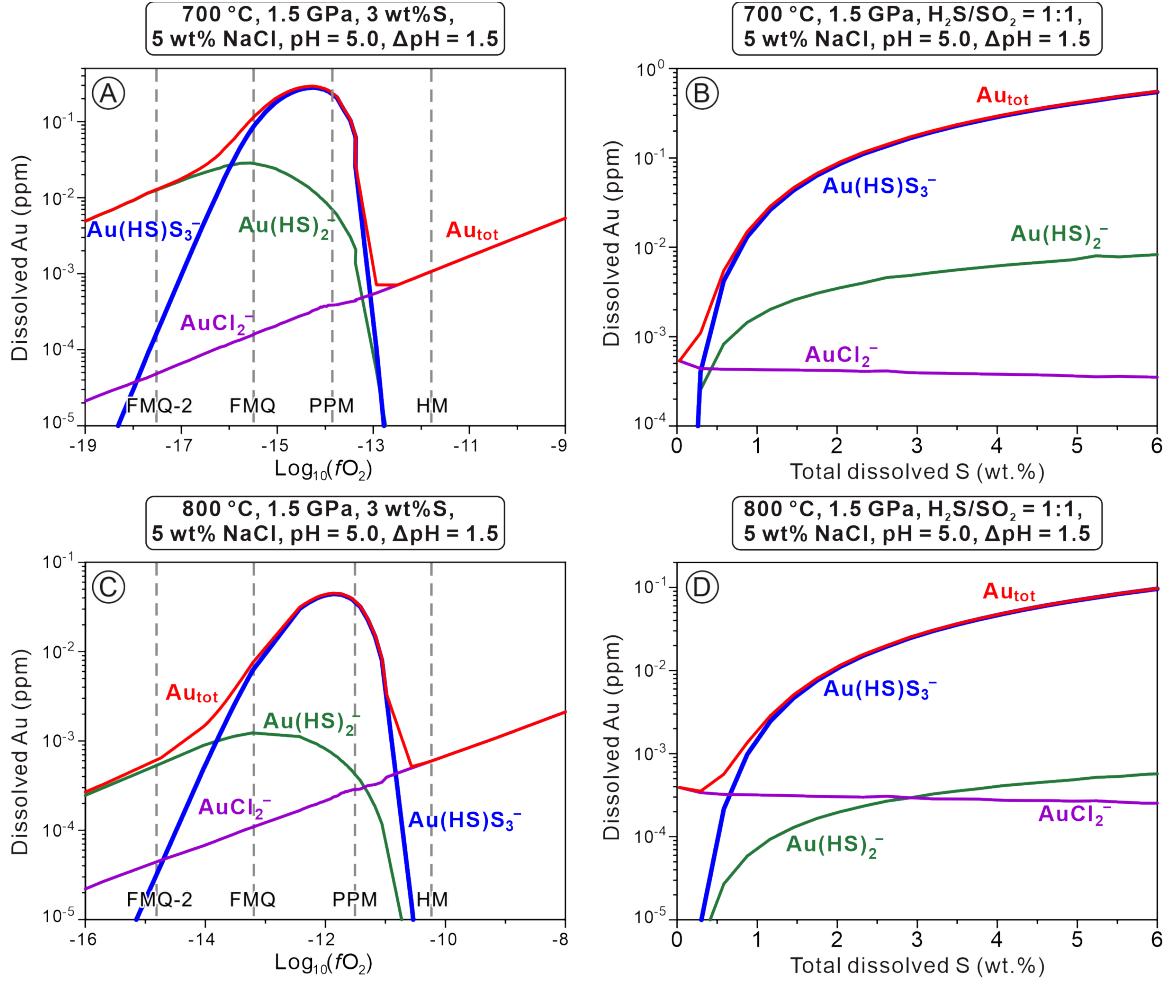 700 °C, 1.5 GPa, 3 wt%S,
5 wt% NaCl, pH = 5.0, ΔpH = 1.5
A
Dissolved Au (ppm)
10⁻¹
10⁻²
10⁻³
10⁻⁴
10⁻⁵
Au(HS)S₃⁻
Au(HS)₂⁻
Auₜₒₜ
AuCl₂⁻
FMQ-2
FMQ
PPM
HM
-19
-17
-15
-13
-11
-9
Log₁₀(fO₂)
700 °C, 1.5 GPa, H₂S/SO₂ = 1:1,
5 wt% NaCl, pH = 5.0, ΔpH = 1.5
B
Dissolved Au (ppm)
10⁰
10⁻¹
10⁻²
10⁻³
10⁻⁴
Auₜₒₜ
Au(HS)S₃⁻
Au(HS)₂⁻
AuCl₂⁻
0
1
2
3
4
5
6
Total dissolved S (wt.%)
800 °C, 1.5 GPa, 3 wt%S,
5 wt% NaCl, pH = 5.0, ΔpH = 1.5
C
Dissolved Au (ppm)
10⁻¹
10⁻²
10⁻³
10⁻⁴
10⁻⁵
Auₜₒₜ
Au(HS)₂⁻
AuCl₂⁻
Au(HS)S₃⁻
FMQ-2
FMQ
PPM
HM
-16
-14
-12
-10
-8
Log₁₀(fO₂)
800 °C, 1.5 GPa, H₂S/SO₂ = 1:1,
5 wt% NaCl, pH = 5.0, ΔpH = 1.5
D
Dissolved Au (ppm)
10⁻¹
10⁻²
10⁻³
10⁻⁴
10⁻⁵
Auₜₒₜ
Au(HS)S₃⁻
AuCl₂⁻
Au(HS)₂⁻
0
1
2
3
4
5
6
Total dissolved S (wt.%)